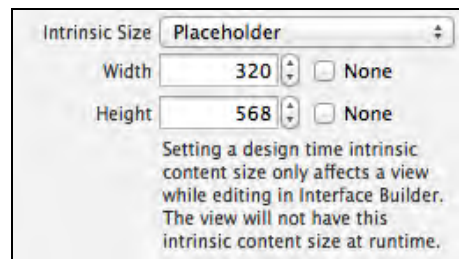 Intrinsic Size Placeholder
Width 320 None
Height 568 None
Setting a design time intrinsic
content size only affects a view
while editing in Interface Builder.
The view will not have this
intrinsic content size at runtime.